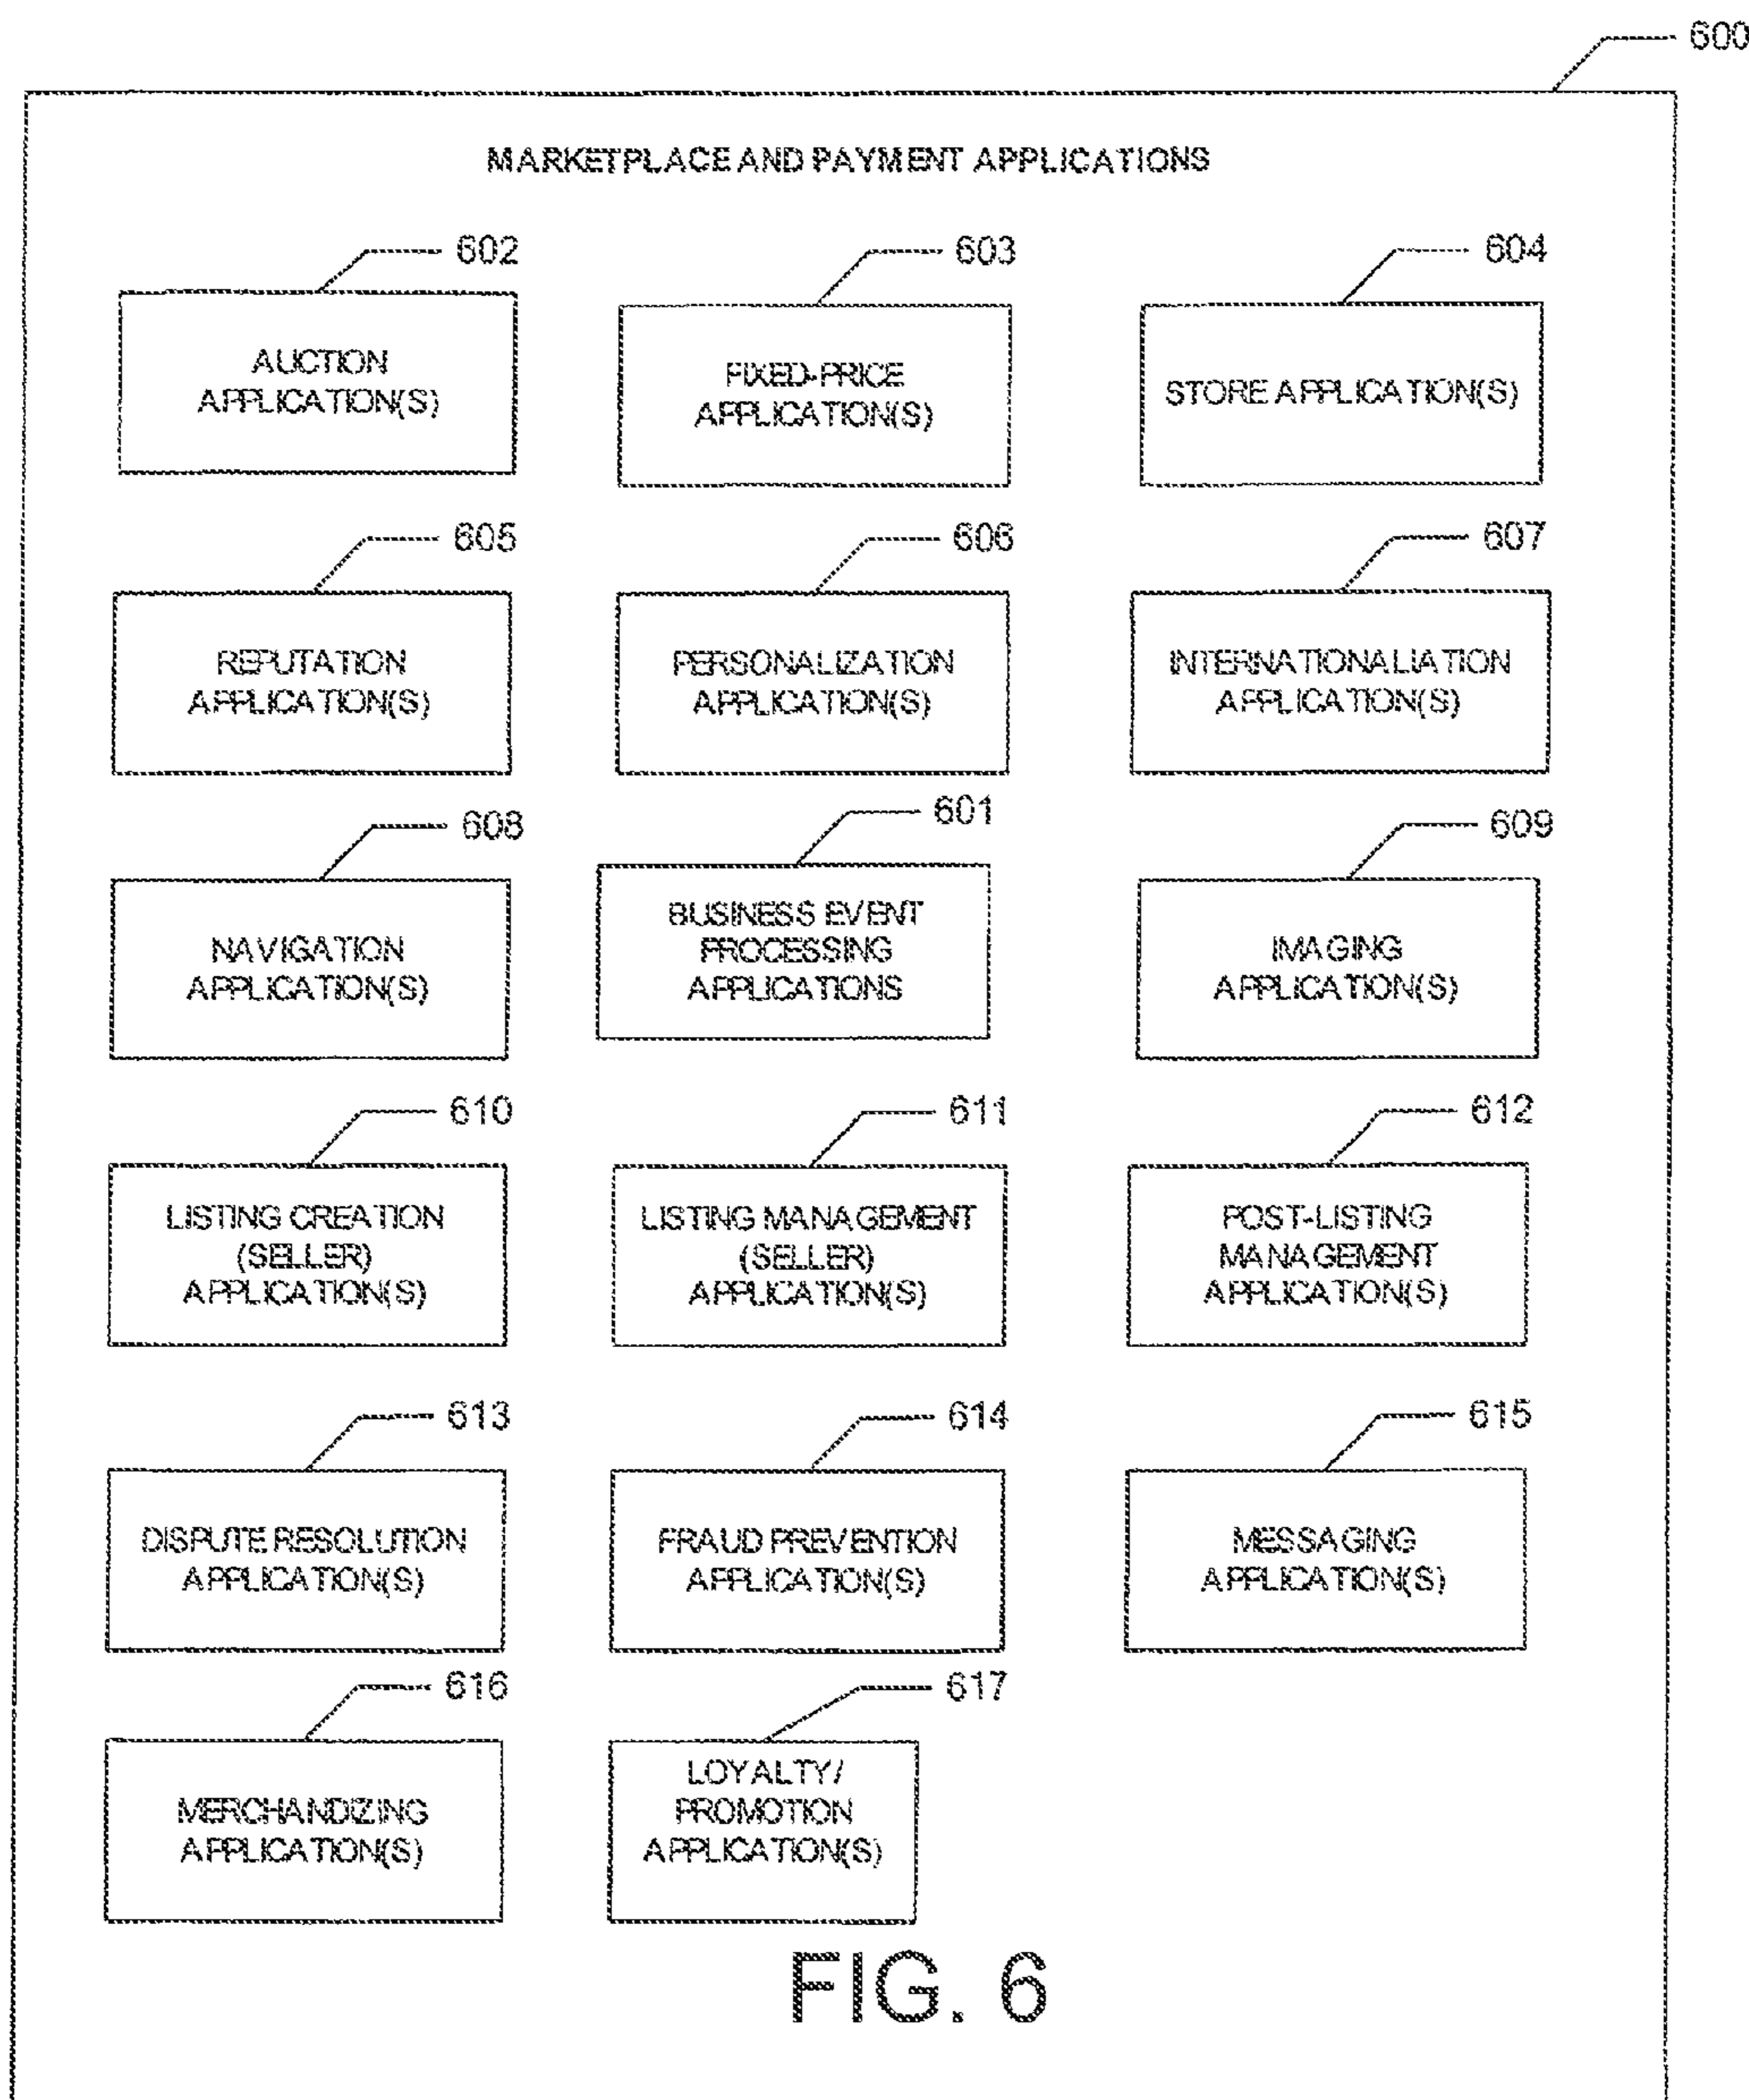 600
MARKETPLACE AND PAYMENT APPLICATIONS
602
AUCTION
APPLICATION(S)
603
FIXED-PRICE
APPLICATION(S)
604
STORE APPLICATION(S)
605
REPUTATION
APPLICATION(S)
606
PERSONALIZATION
APPLICATION(S)
607
INTERNATIONALIATION
APPLICATION(S)
608
NAVIGATION
APPLICATION(S)
601
BUSINESS EVENT
PROCESSING
APPLICATIONS
609
IMAGING
APPLICATION(S)
610
LISTING CREATION
(SELLER)
APPLICATION(S)
611
LISTING MANAGEMENT
(SELLER)
APPLICATION(S)
612
POST-LISTING
MANAGEMENT
APPLICATION(S)
613
DISPUTE RESOLUTION
APPLICATION(S)
614
FRAUD PREVENTION
APPLICATION(S)
615
MESSAGING
APPLICATION(S)
616
MERCHANDIZING
APPLICATION(S)
617
LOYALTY/
PROMOTION
APPLICATION(S)
FIG. 6